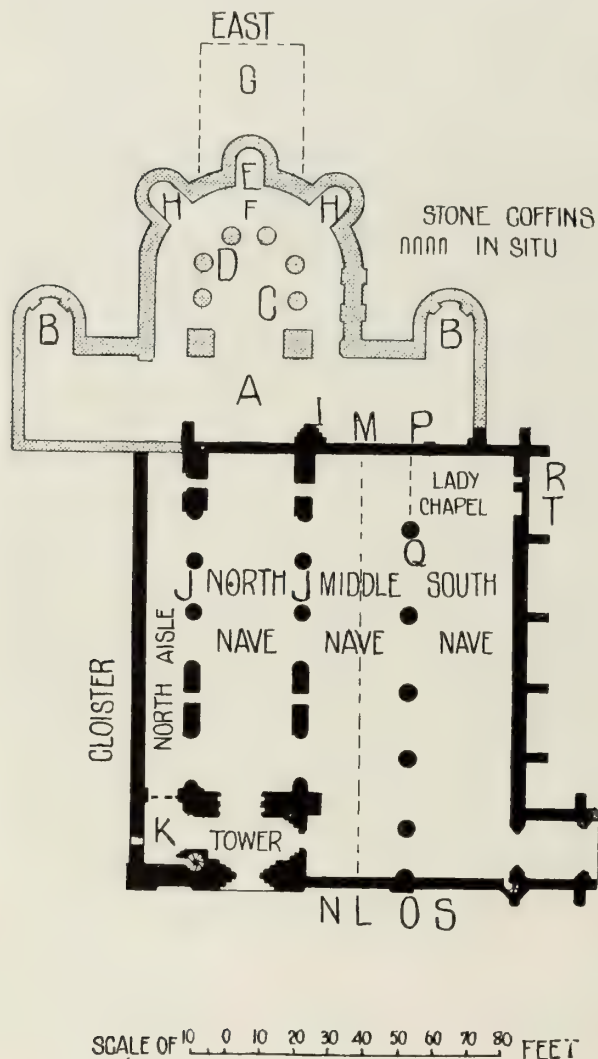 EAST
G
E
H F H
STONE COFFINS
IN SITU
D
C
B B
A
I M P
LADY
CHAPEL
R
T
Q
J NORTH J MIDDLE SOUTH
NAVE NAVE NAVE
NORTH AISLE
CLOISTER
K
TOWER
N L O S
SCALE OF 10 0 10 20 30 40 50 60 70 80 FEET